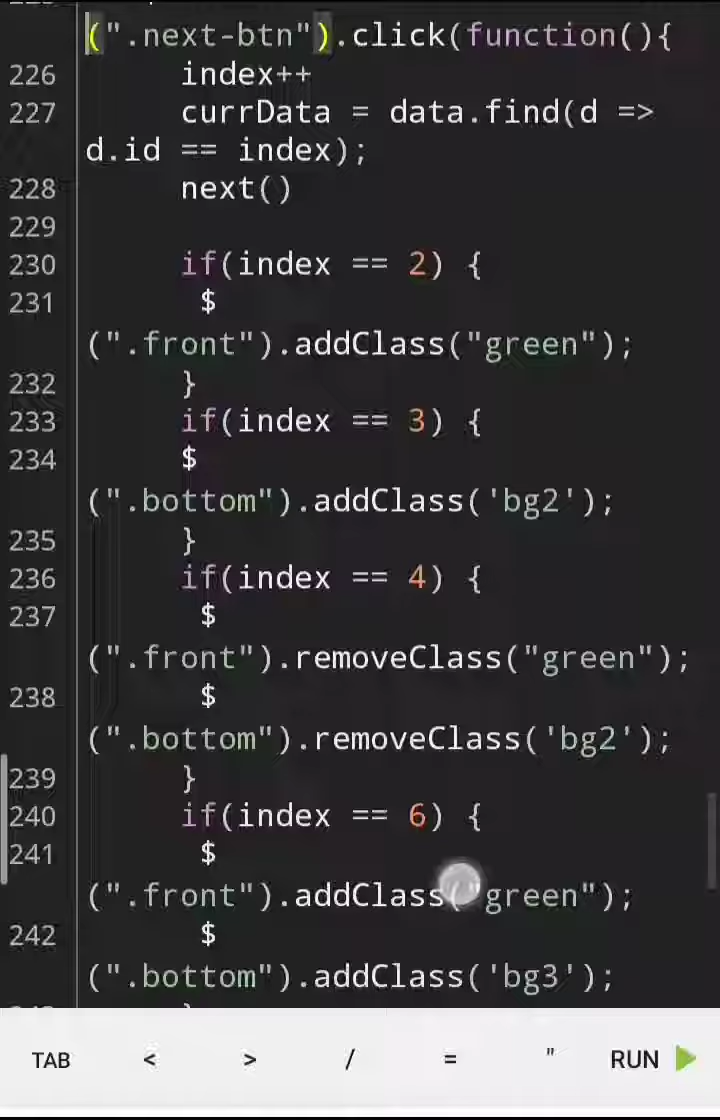 (".next-btn").click(function(){
226 index++
227 currData = data.find(d =>
d.id == index);
228 next()
229
230 if(index == 2) {
231 $
(".front").addClass("green");
232 }
233 if(index == 3) {
234 $
(".bottom").addClass('bg2');
235 }
236 if(index == 4) {
237 $
(".front").removeClass("green");
238 $
(".bottom").removeClass('bg2');
239 }
240 if(index == 6) {
241 $
(".front").addClass("green");
242 $
(".bottom").addClass('bg3');
TAB < > / = " RUN